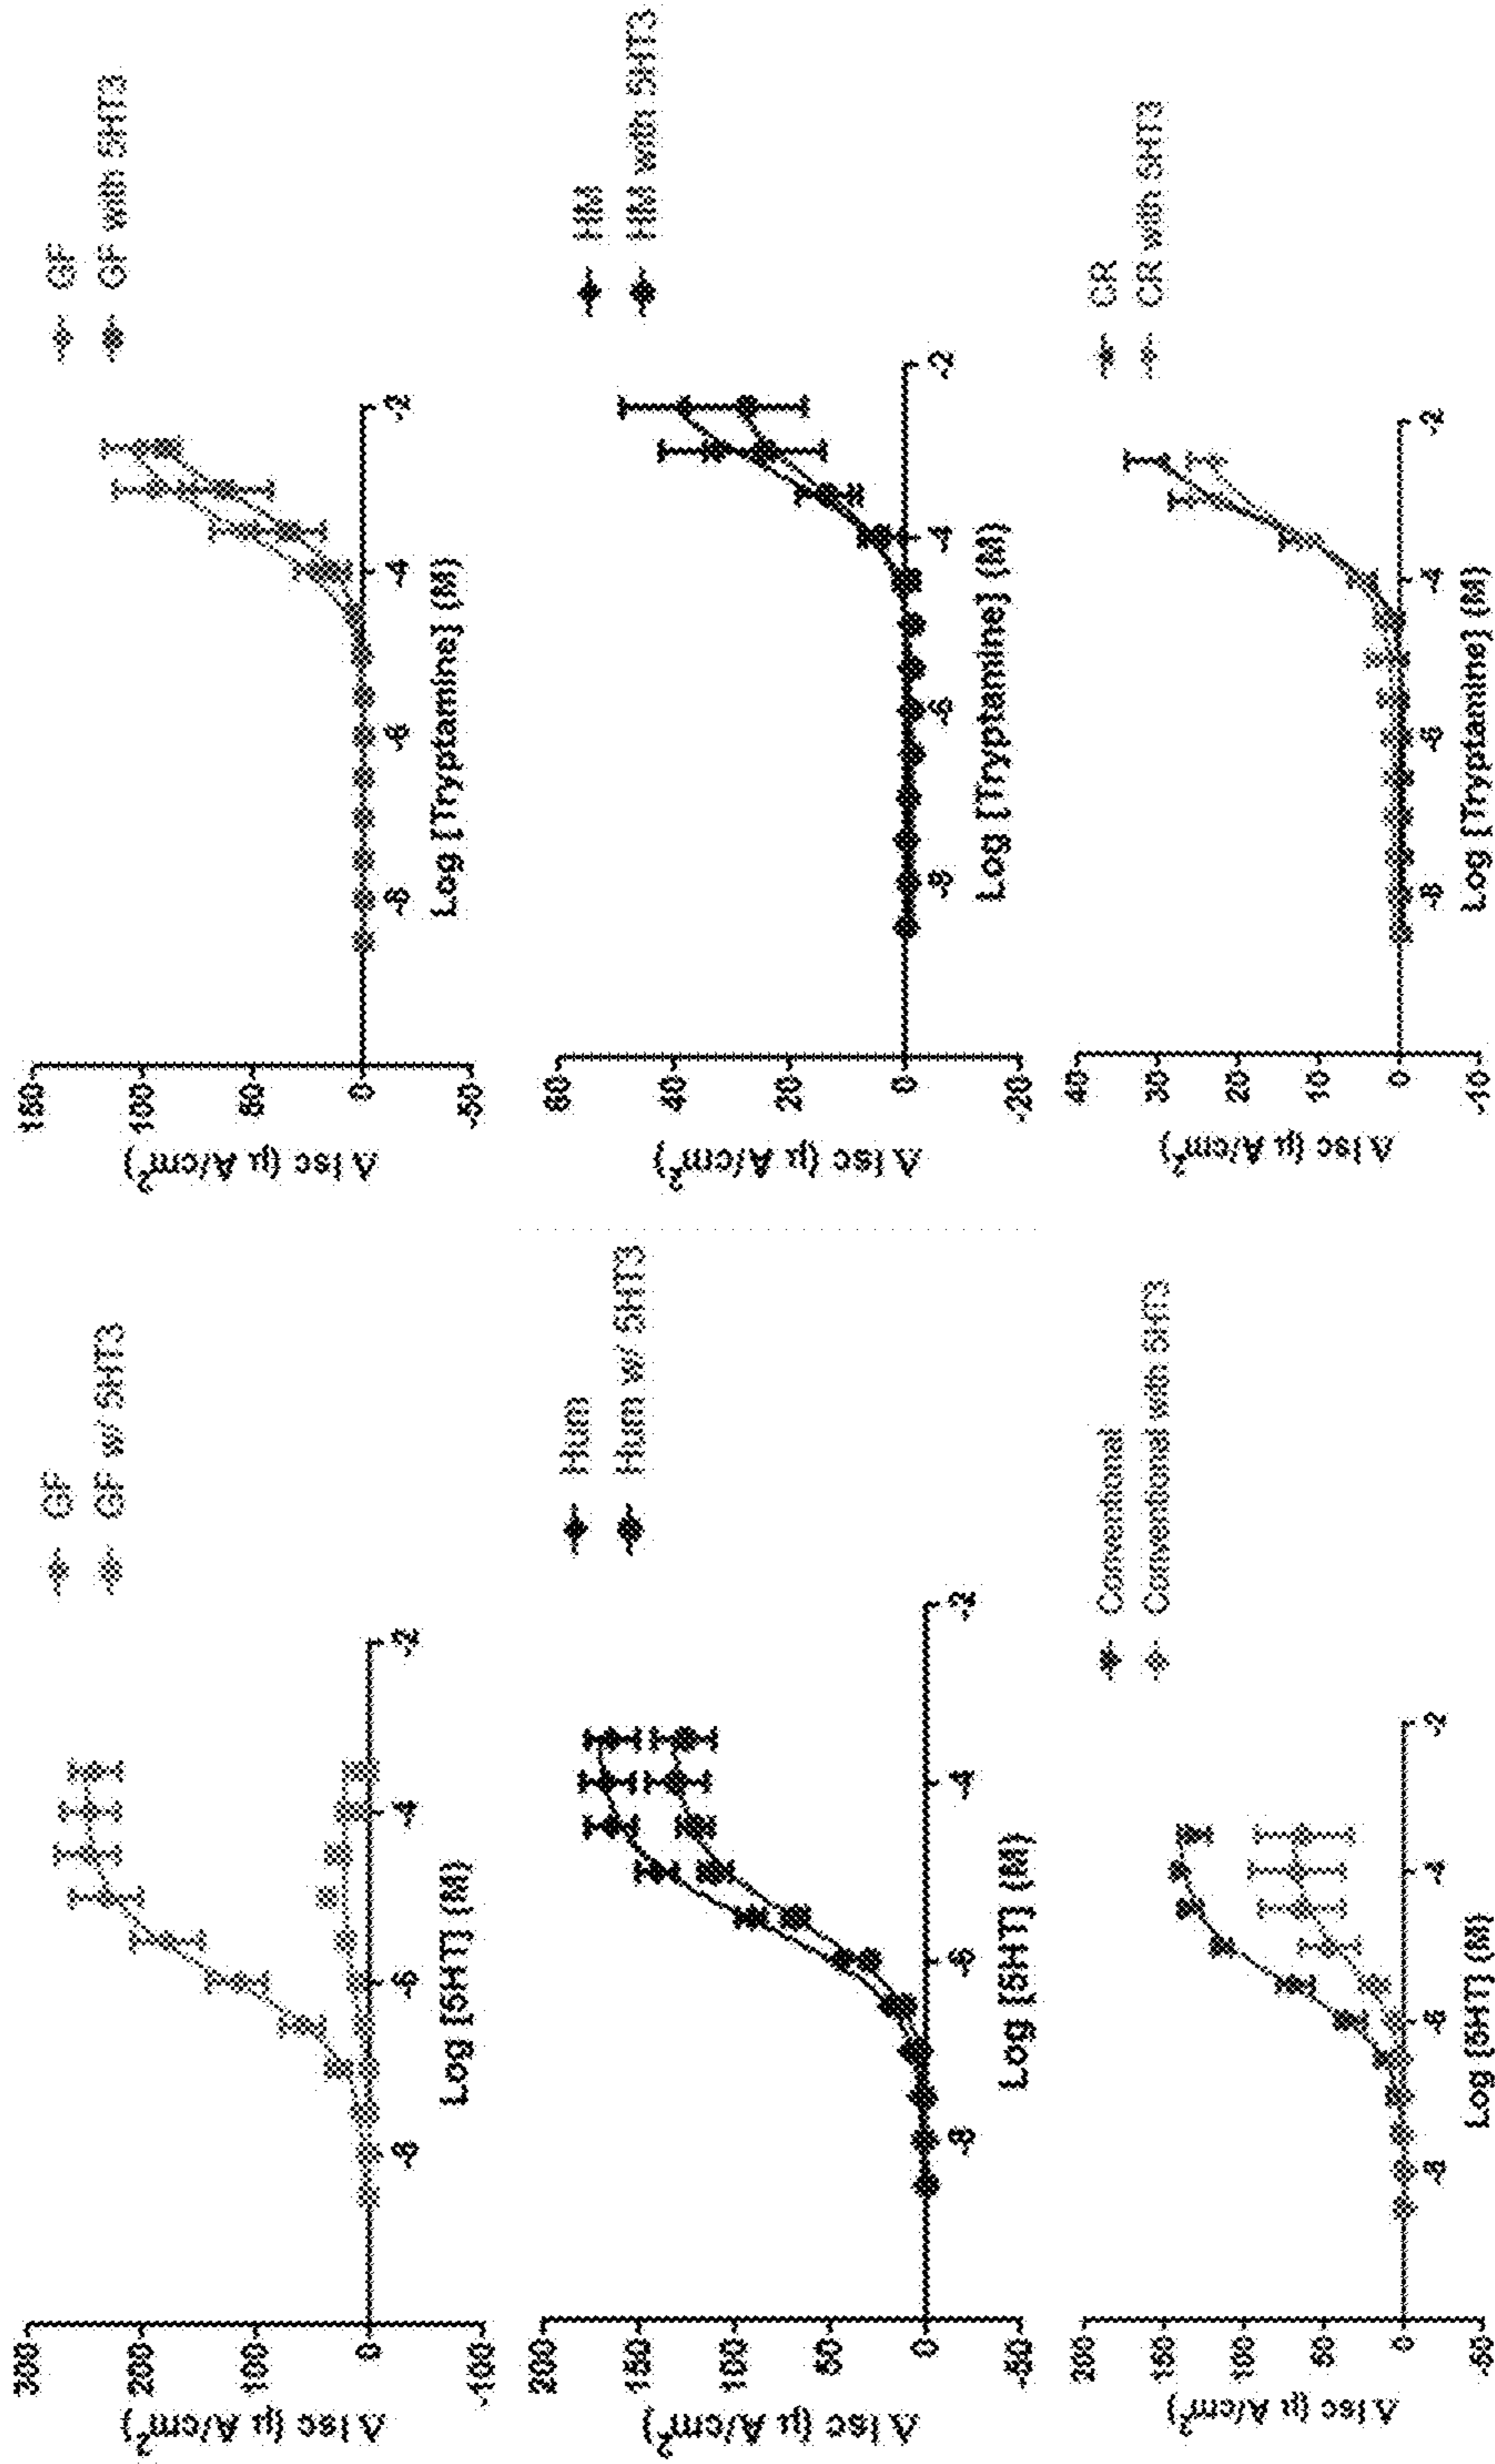 GF
GF w/ 5HT3
300
200
100
0
-100
Δ Isc (μ A/cm²)
-8
-6
-4
-2
Log [5HT] (M)
GF
GF with 5HT3
150
100
50
0
-50
Δ Isc (μ A/cm²)
-8
-6
-4
-2
Log [Tryptamine] (M)
Hum
Hum w/ 5HT3
200
150
100
50
0
-50
Δ Isc (μ A/cm²)
-8
-6
-4
-2
Log [5HT] (M)
HM
HM with 5HT3
60
40
20
0
-20
Δ Isc (μ A/cm²)
-8
-6
-4
-2
Log [Tryptamine] (M)
Conventional
Conventional with 5HT3
200
150
100
50
0
-50
Δ Isc (μ A/cm²)
-8
-6
-4
-2
Log [5HT] (M)
CR
CR with 5HT3
40
30
20
10
0
-10
Δ Isc (μ A/cm²)
-8
-6
-4
-2
Log [Tryptamine] (M)